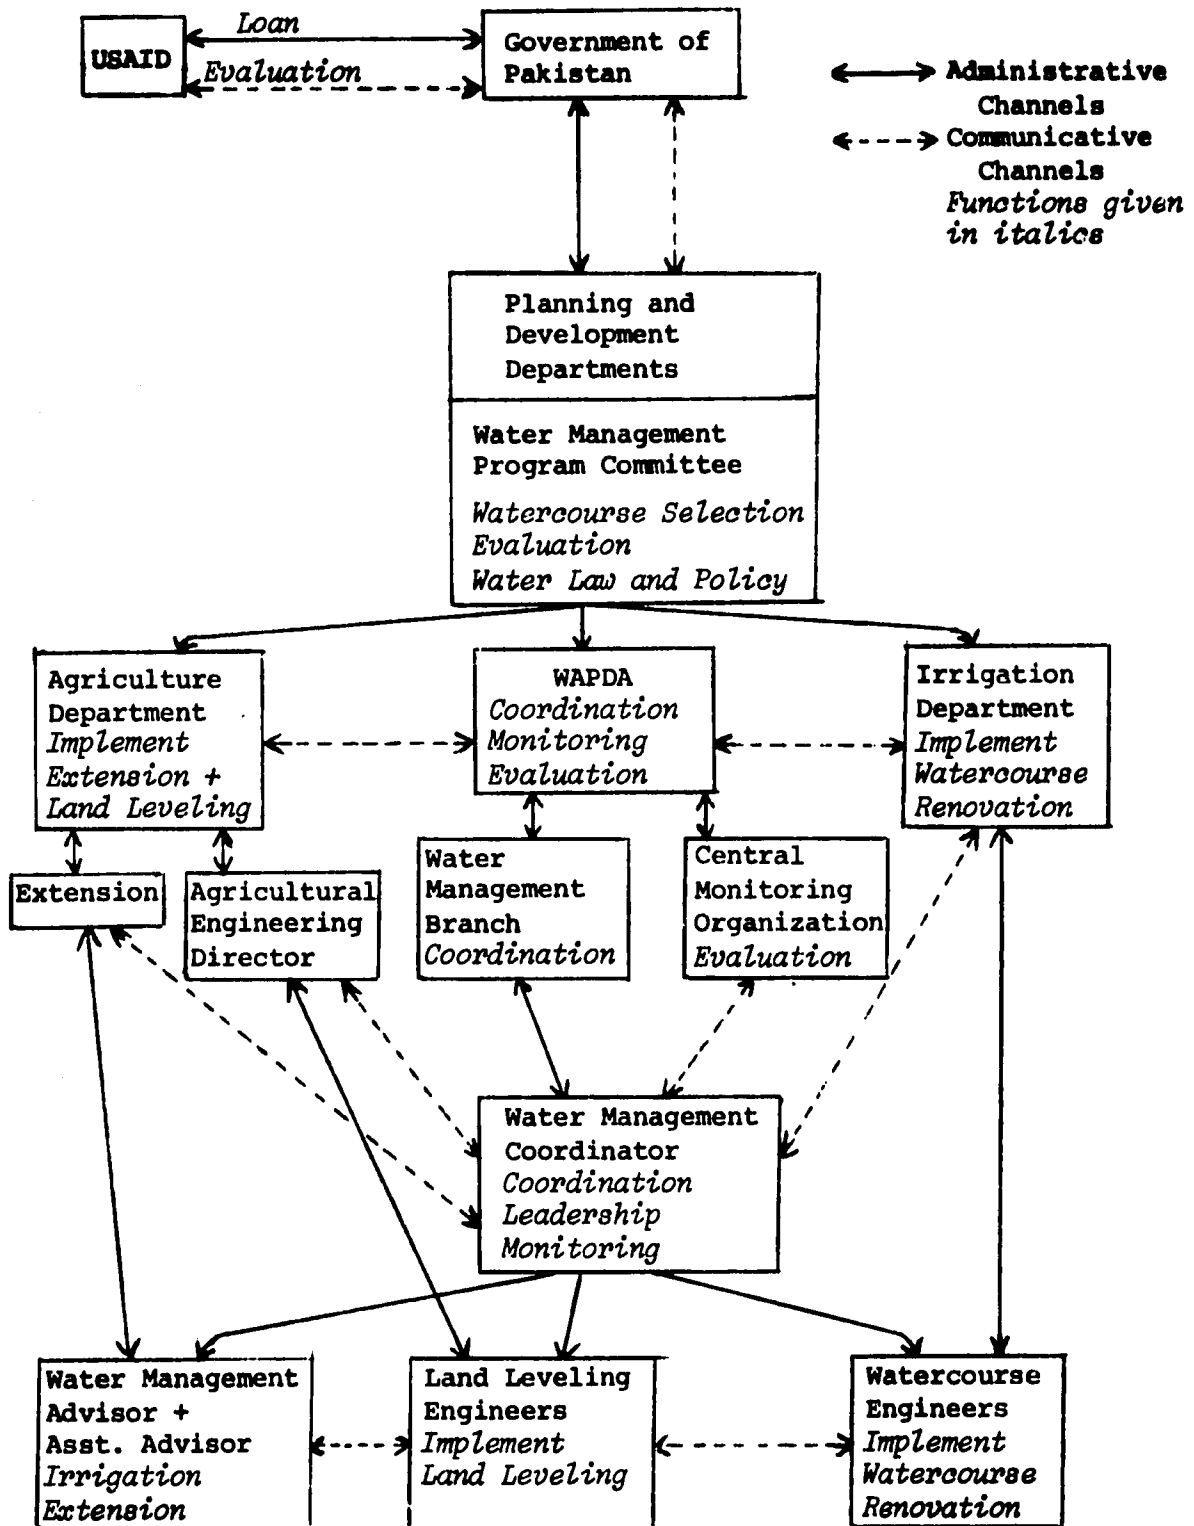 Loan
USAID
Evaluation
Government of
Pakistan
Administrative
Channels
Communicative
Channels
Functions given
in italics
Planning and
Development
Departments
Water Management
Program Committee
Watercourse Selection
Evaluation
Water Law and Policy
Agriculture
Department
Implement
Extension +
Land Leveling
WAPDA
Coordination
Monitoring
Evaluation
Irrigation
Department
Implement
Watercourse
Renovation
Extension
Agricultural
Engineering
Director
Water
Management
Branch
Coordination
Central
Monitoring
Organization
Evaluation
Water Management
Coordinator
Coordination
Leadership
Monitoring
Water Management
Advisor +
Asst. Advisor
Irrigation
Extension
Land Leveling
Engineers
Implement
Land Leveling
Watercourse
Engineers
Implement
Watercourse
Renovation